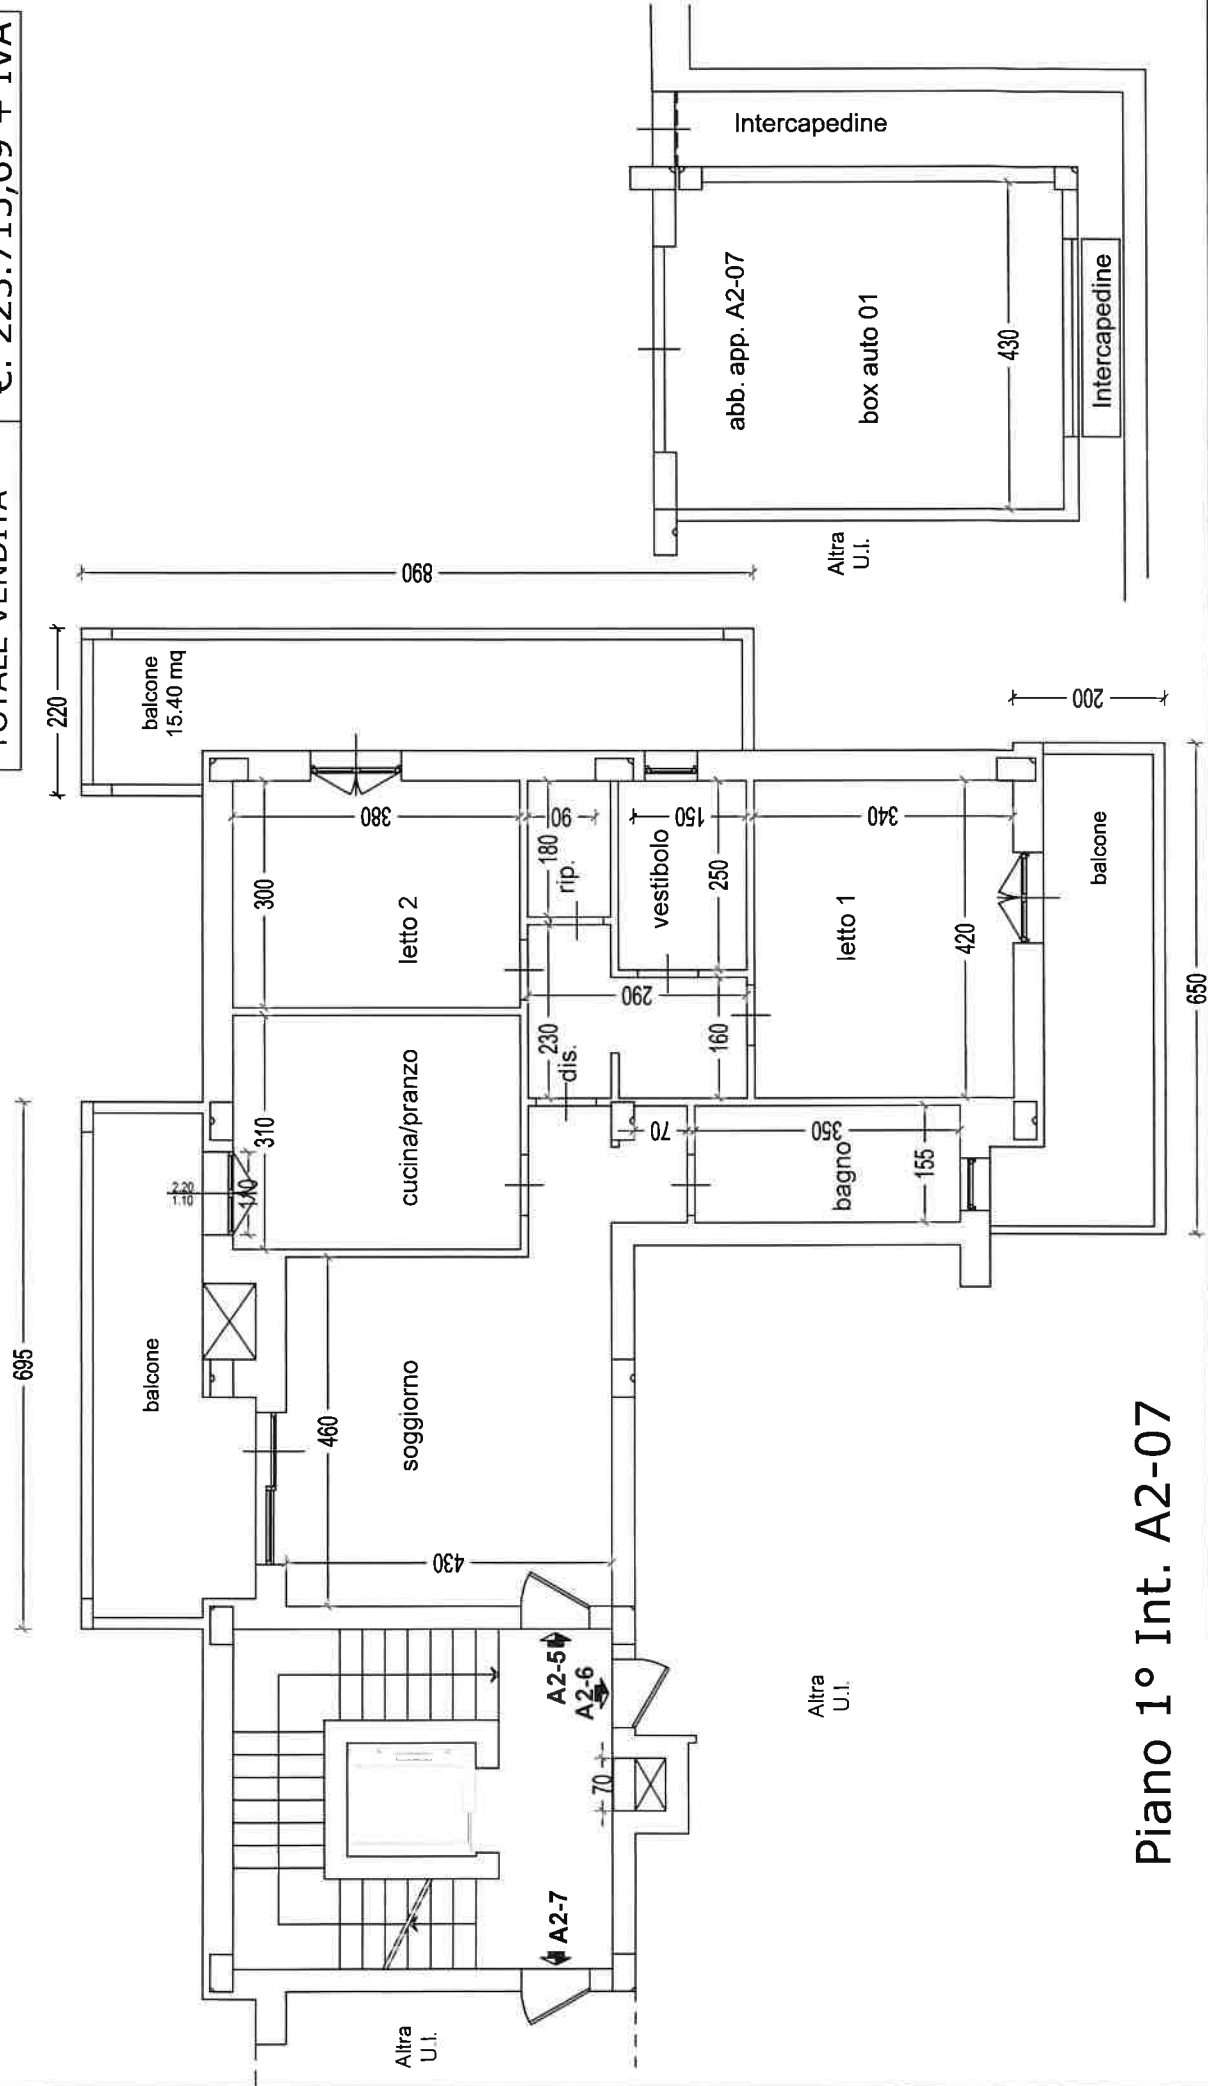 TOTALE VENDITA
+ IVA
695
220
balcone
balcone
15.40 mq
2.20
1.10
110
310
300
460
soggiorno
cucina/pranzo
letto 2
380
890
430
Altra
U.I.
A2-7
A2-5
A2-6
70
dis.
230
180
rip.
90
290
70
vestibolo
150
160
250
abb. app. A2-07
Intercapedine
Altra
U.I.
bagno
350
155
letto 1
340
420
Altra
U.I.
box auto 01
430
balcone
200
650
Intercapedine
Piano 1° Int. A2-07